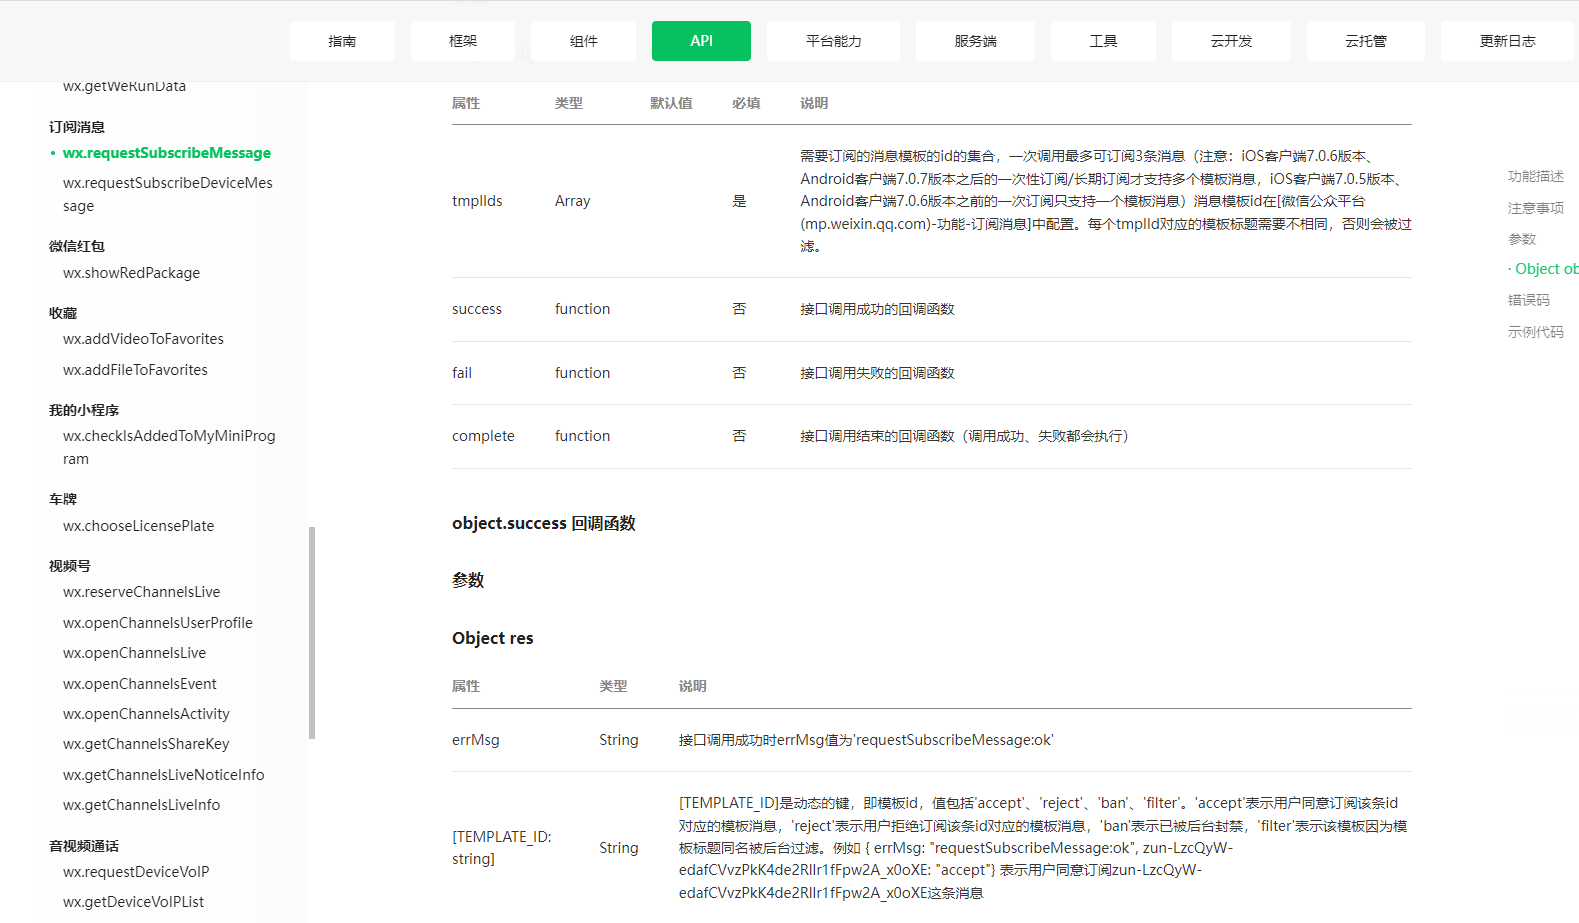 指南 框架 组件 API 平台能力 服务端 工具 云开发 云托管 更新日志
wx.getWeRunData
订阅消息
• wx.requestSubscribeMessage
wx.requestSubscribeDeviceMes
sage
微信红包
wx.showRedPackage
收藏
wx.addVideoToFavorites
wx.addFileToFavorites
我的小程序
wx.checkIsAddedToMyMiniProg
ram
车牌
wx.chooseLicensePlate
视频号
wx.reserveChannelsLive
wx.openChannelsUserProfile
wx.openChannelsLive
wx.openChannelsEvent
wx.openChannelsActivity
wx.getChannelsShareKey
wx.getChannelsLiveNoticeInfo
wx.getChannelsLiveInfo
音视频通话
wx.requestDeviceVoIP
wx.getDeviceVoIPList
属性 类型 默认值 必填 说明
需要订阅的消息模板的id的集合，一次调用最多可订阅3条消息（注意：iOS客户端7.0.6版本、
Android客户端7.0.7版本之后的一次性订阅/长期订阅才支持多个模板消息，iOS客户端7.0.5版本、
tmplIds Array 是 Android客户端7.0.6版本之前的一次订阅只支持一个模板消息）消息模板id在[微信公众平台
(mp.weixin.qq.com)-功能-订阅消息]中配置。每个tmplId对应的模板标题需要不相同，否则会被过
滤。
success function 否 接口调用成功的回调函数
fail function 否 接口调用失败的回调函数
complete function 否 接口调用结束的回调函数（调用成功、失败都会执行）
object.success 回调函数
参数
Object res
属性 类型 说明
errMsg String 接口调用成功时errMsg值为'requestSubscribeMessage:ok'
[TEMPLATE_ID:
string]
String
[TEMPLATE_ID]是动态的键，即模板id，值包括'accept'、'reject'、'ban'、'filter'。'accept'表示用户同意订阅该条id
对应的模板消息，'reject'表示用户拒绝订阅该条id对应的模板消息，'ban'表示已被后台封禁，'filter'表示该模板因为模
板标题同名被后台过滤。例如 { errMsg: "requestSubscribeMessage:ok", zun-LzcQyW-
edafCVvzPkK4de2Rllr1fFpw2A_x0oXE: "accept"} 表示用户同意订阅zun-LzcQyW-
edafCVvzPkK4de2Rllr1fFpw2A_x0oXE这条消息
功能描述
注意事项
参数
· Object ob
错误码
示例代码